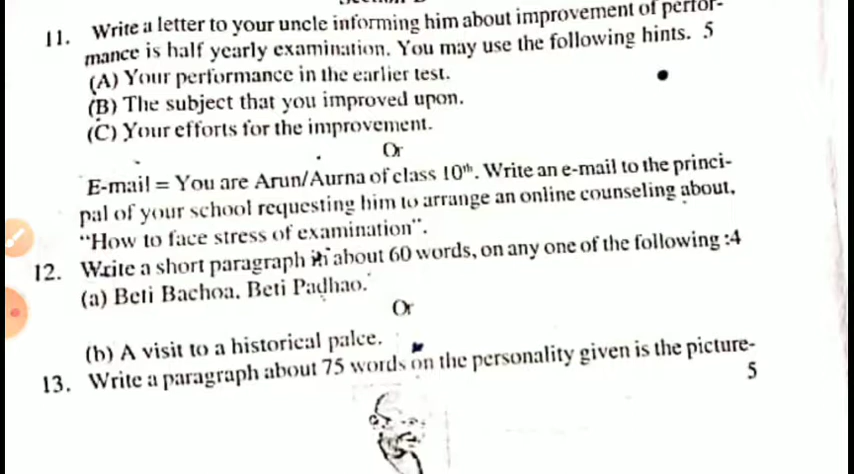 11. Write a letter to your uncle informing him about improvement of perfor-
mance is half yearly examination. You may use the following hints. 5
(A) Your performance in the earlier test.
(B) The subject that you improved upon.
(C) Your efforts for the improvement.
Or
E-mail = You are Arun/Aurna of class 10th. Write an e-mail to the princi-
pal of your school requesting him to arrange an online counseling about,
"How to face stress of examination".
12. Write a short paragraph in about 60 words, on any one of the following :4
(a) Beti Bachoa, Beti Padhao.
Or
(b) A visit to a historical palce.
13. Write a paragraph about 75 words on the personality given is the picture-
5